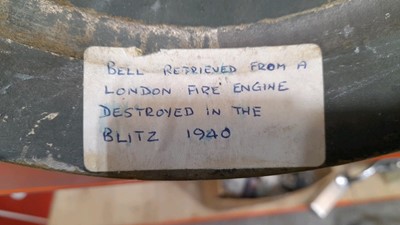 BELL RETRIEVED FROM A
LONDON FIRE ENGINE
DESTROYED IN THE
BLITZ 1940